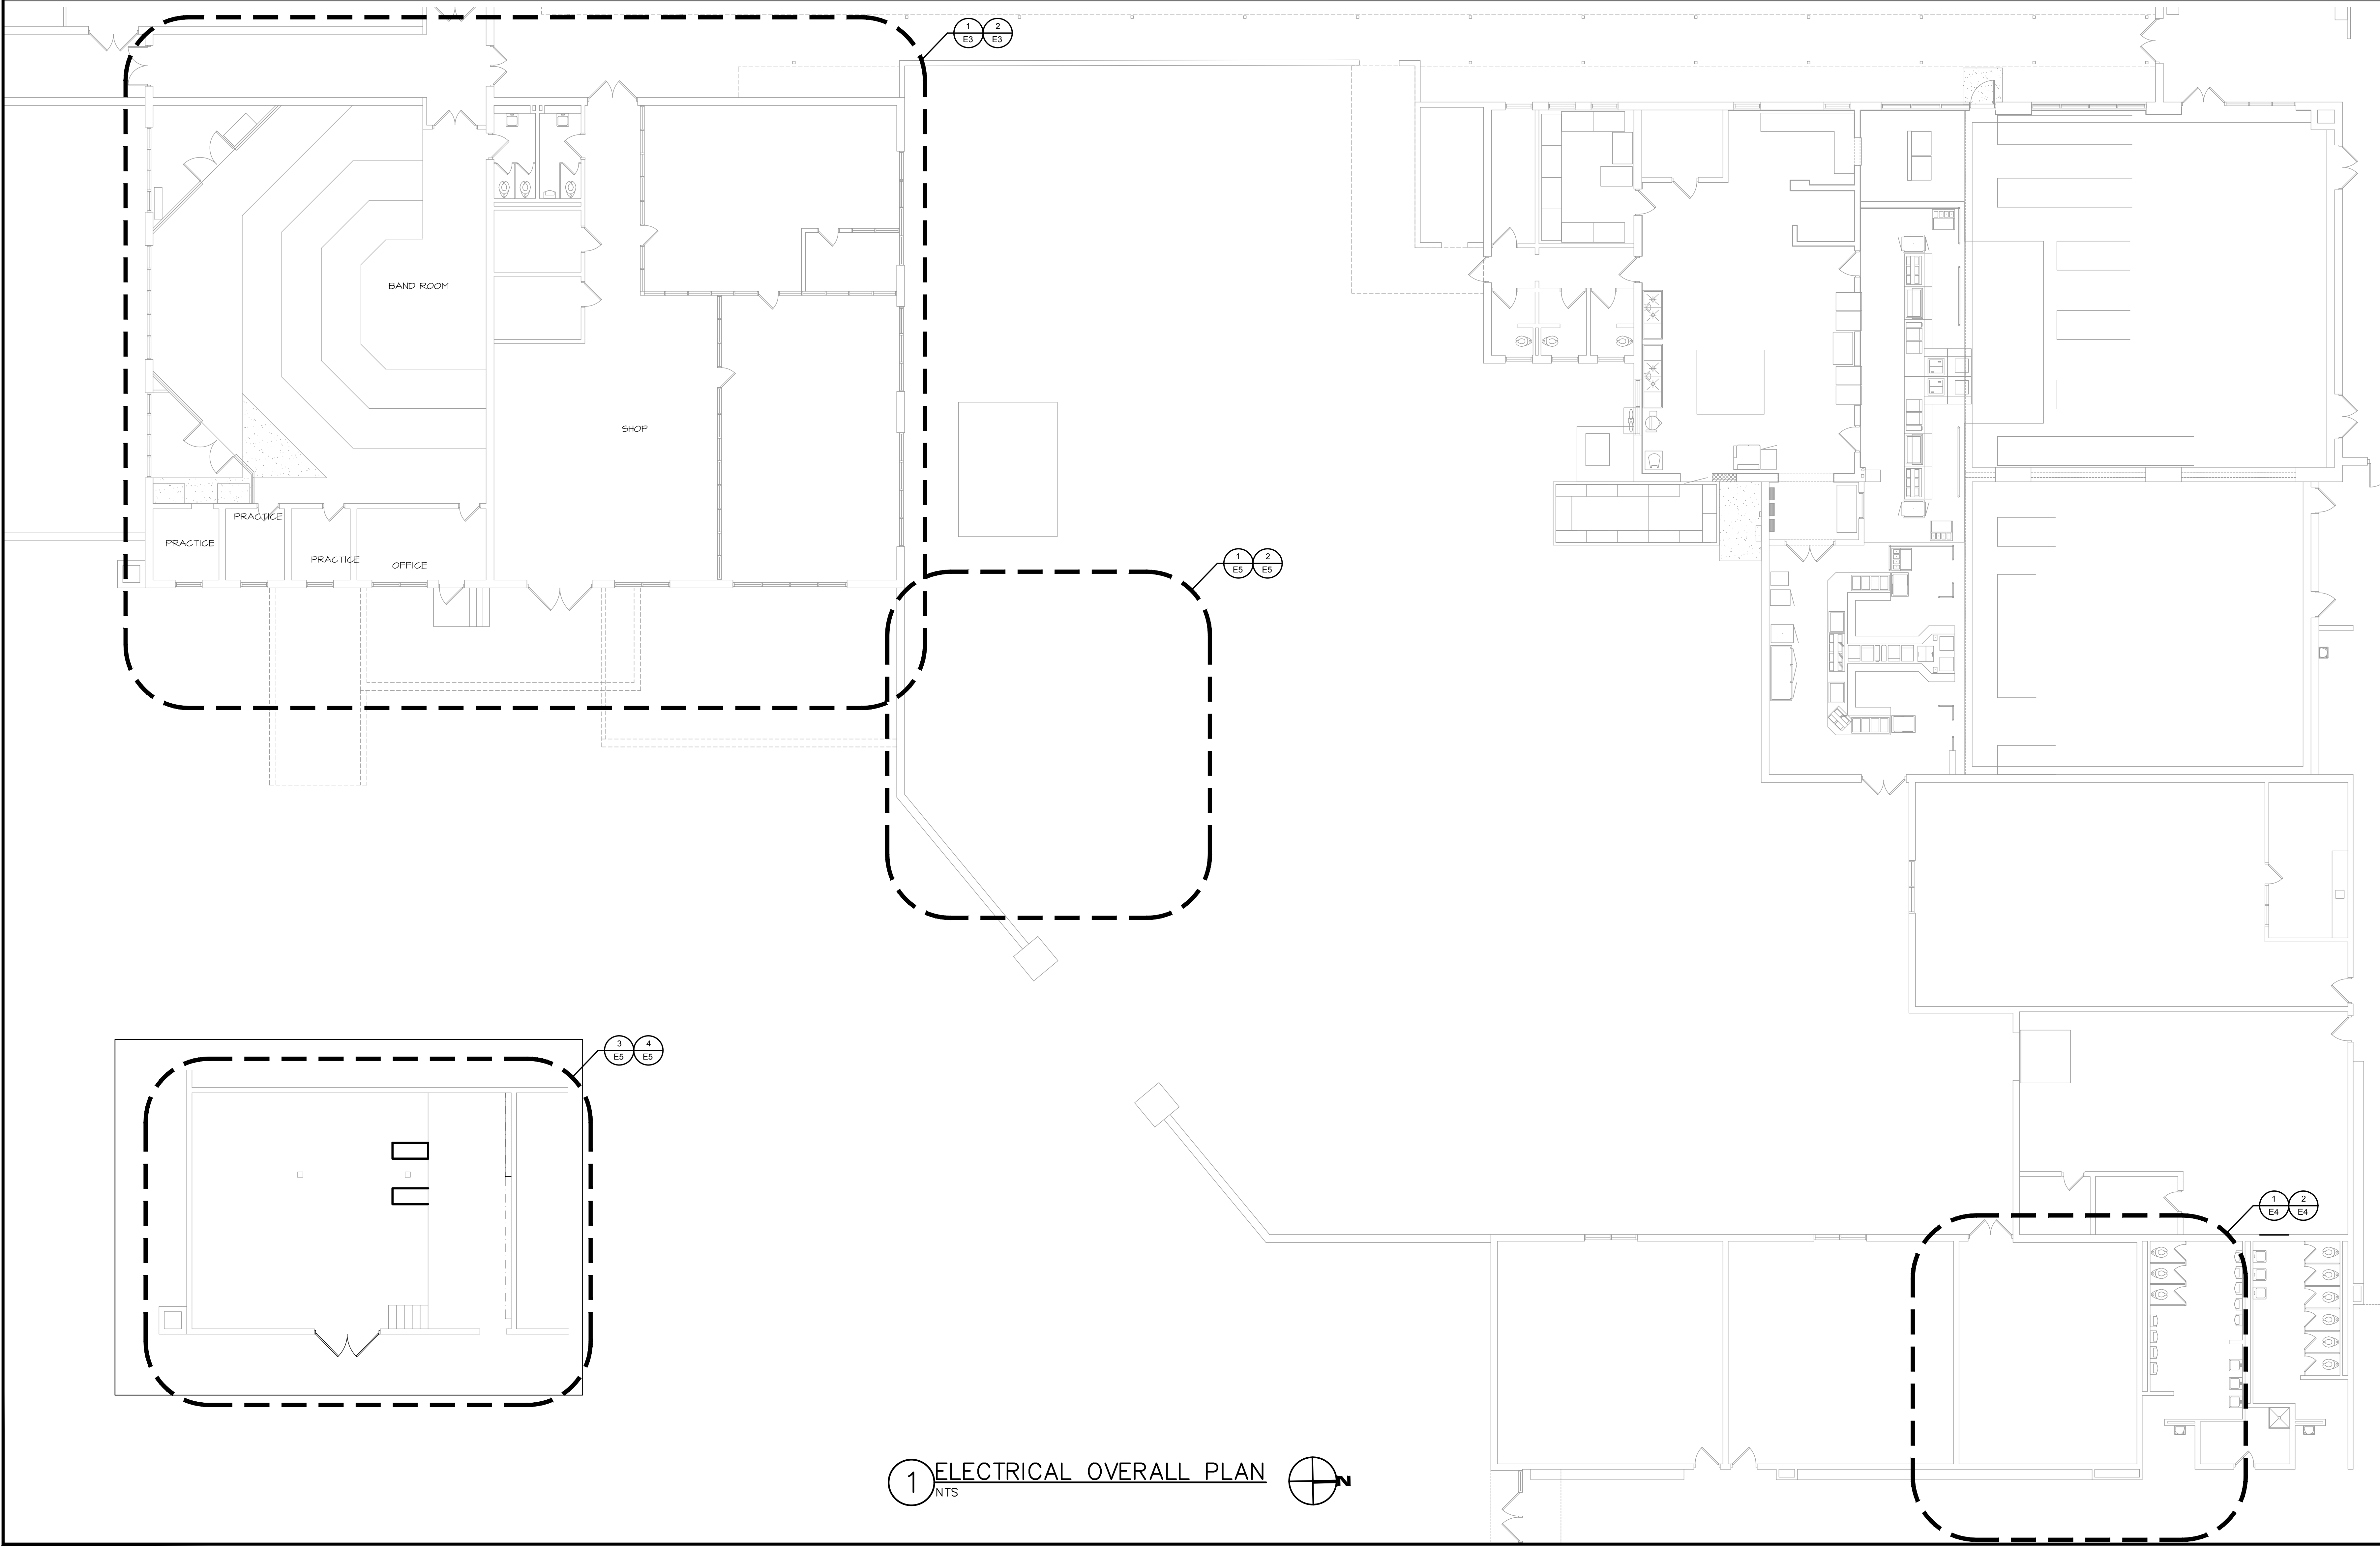 1 2
E3 E3
BAND ROOM
SHOP
PRACTICE
PRACTICE
PRACTICE
OFFICE
1 2
E5 E5
3 4
E5 E5
1 2
E4 E4
1 ELECTRICAL OVERALL PLAN N
NTS